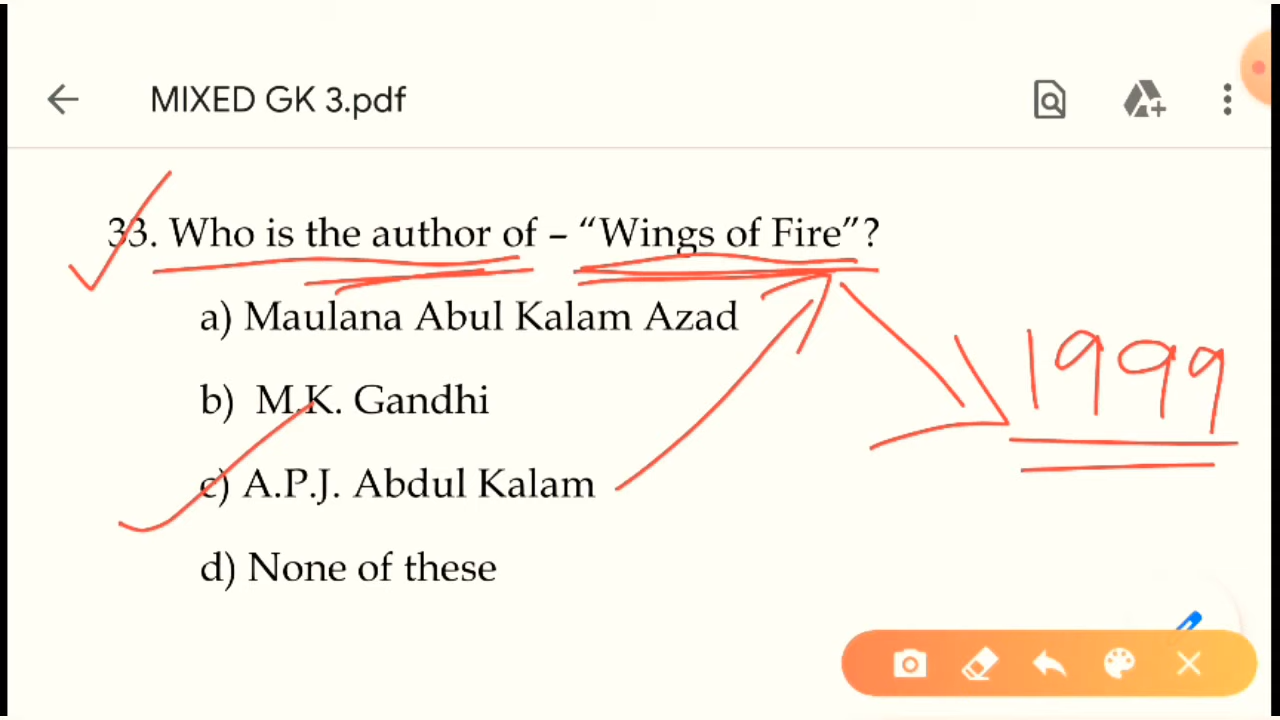 MIXED GK 3.pdf
33. Who is the author of – “Wings of Fire”?
a) Maulana Abul Kalam Azad
b) M.K. Gandhi
c) A.P.J. Abdul Kalam
d) None of these
1999